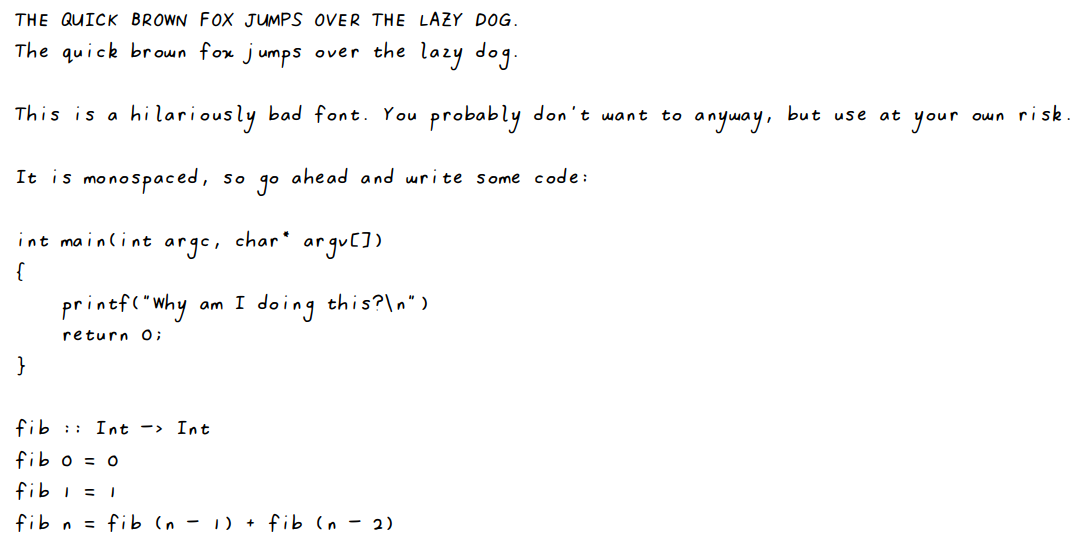 THE QUICK BROWN FOX JUMPS OVER THE LAZY DOG.
The quick brown fox jumps over the lazy dog.
This is a hilariously bad font. You probably don't want to anyway, but use at your own risk.
It is monospaced, so go ahead and write some code:
int main(int argc, char* argv[])
{
    printf("Why am I doing this?\n")
    return 0;
}
fib :: Int -> Int
fib 0 = 0
fib 1 = 1
fib n = fib (n - 1) + fib (n - 2)